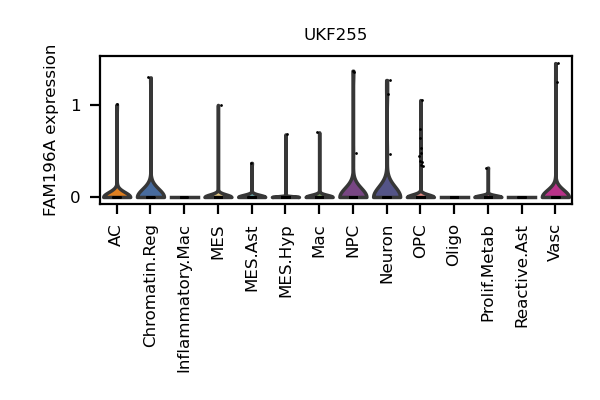 UKF255
FAM196A expression
1
0
AC
Chromatin.Reg
Inflammatory.Mac
MES
MES.Ast
MES.Hyp
Mac
NPC
Neuron
OPC
Oligo
Prolif.Metab
Reactive.Ast
Vasc